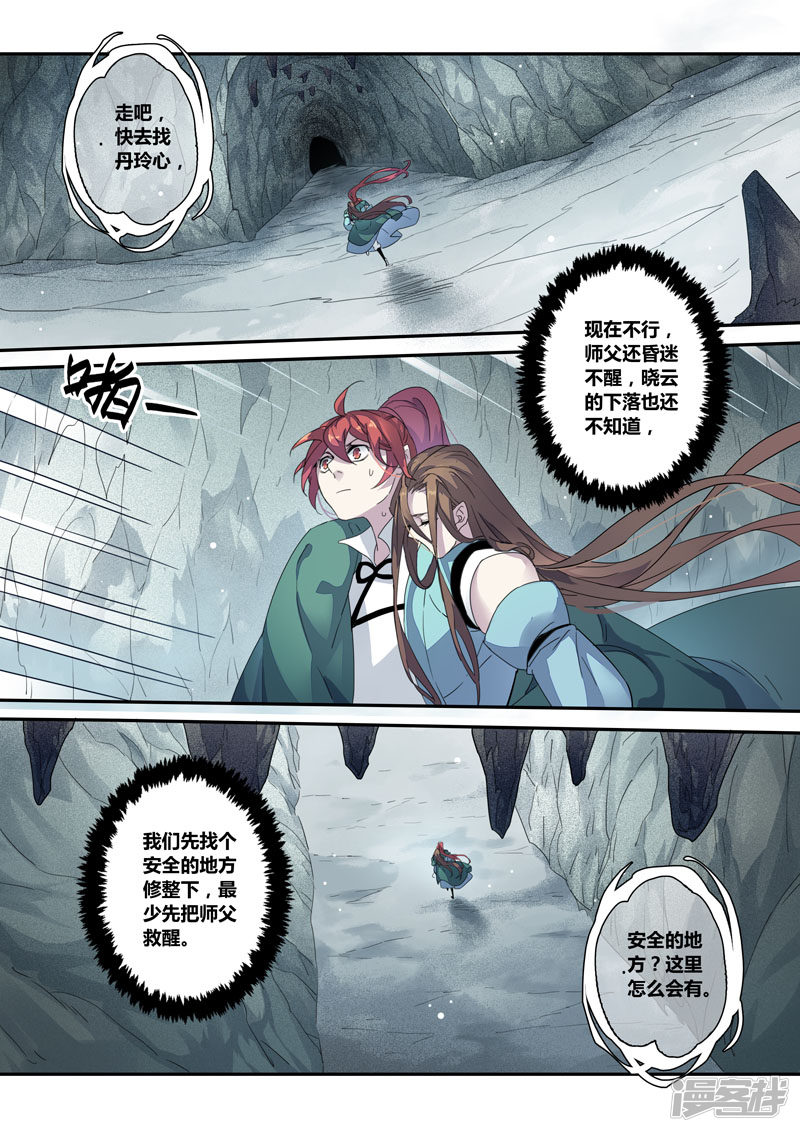 走吧，
快去找
丹玲心，
现在不行，
师父还昏迷
不醒，晓云
的下落也还
不知道，
啪一
我们先找个
安全的地方
修整下，最
少先把师父
救醒。
安全的地
方？这里
怎么会有。
漫客栈